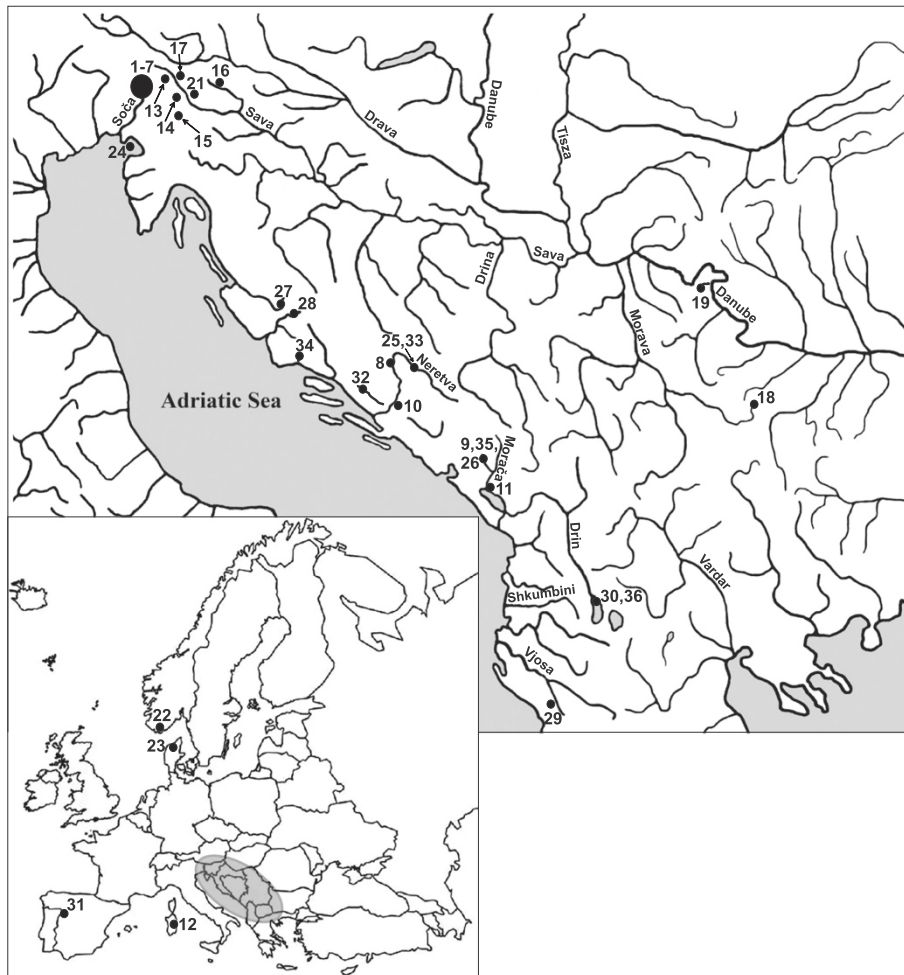 17
1-7
16
21
13
Soča
14
15
Sava
Drava
Danube
Tisza
24
Drina
Sava
27
28
19
Danube
Morava
25,33
34
8
Neretva
32
10
18
Adriatic Sea
9,35,
26
Morača
11
Drin
Vardar
Shkumbini
30,36
Vjosa
29
22
23
31
12